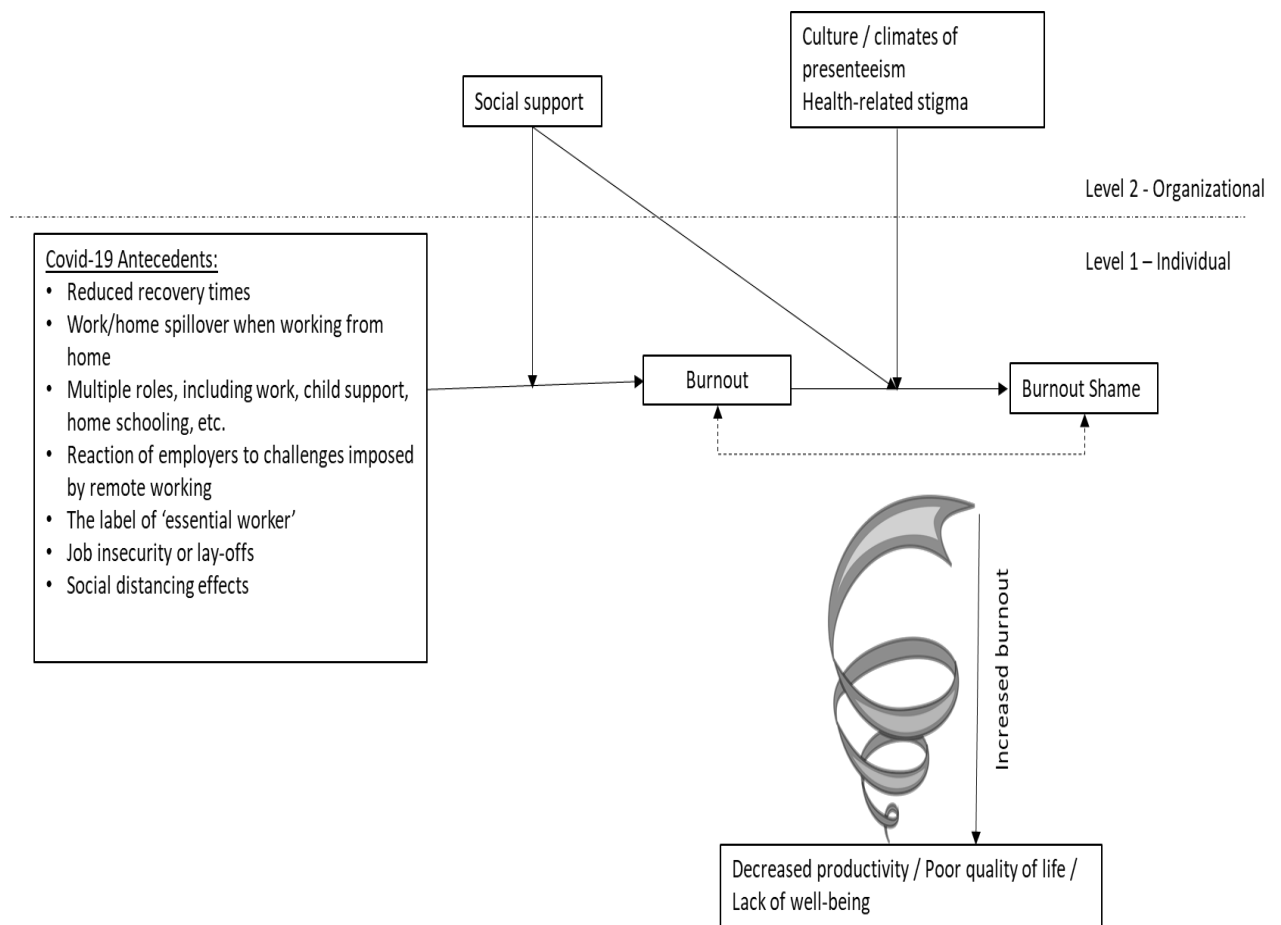 Culture / climates of
presenteeism
Health-related stigma
Social support
Level 2 - Organizational
Level 1 – Individual
Covid-19 Antecedents:
• Reduced recovery times
• Work/home spillover when working from
home
• Multiple roles, including work, child support,
home schooling, etc.
• Reaction of employers to challenges imposed
by remote working
• The label of ‘essential worker’
• Job insecurity or lay-offs
• Social distancing effects
Burnout
Burnout Shame
Increased burnout
Decreased productivity / Poor quality of life /
Lack of well-being